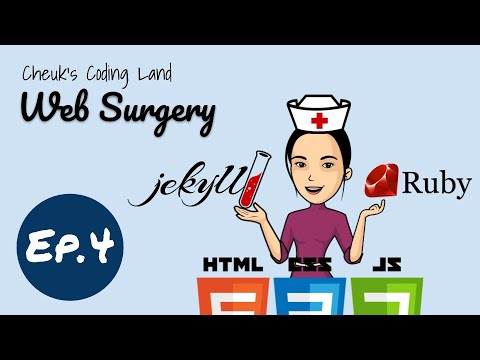 Cheuk's Coding Land
Web Surgery
jekyll
Ruby
Ep.4
HTML CSS JS